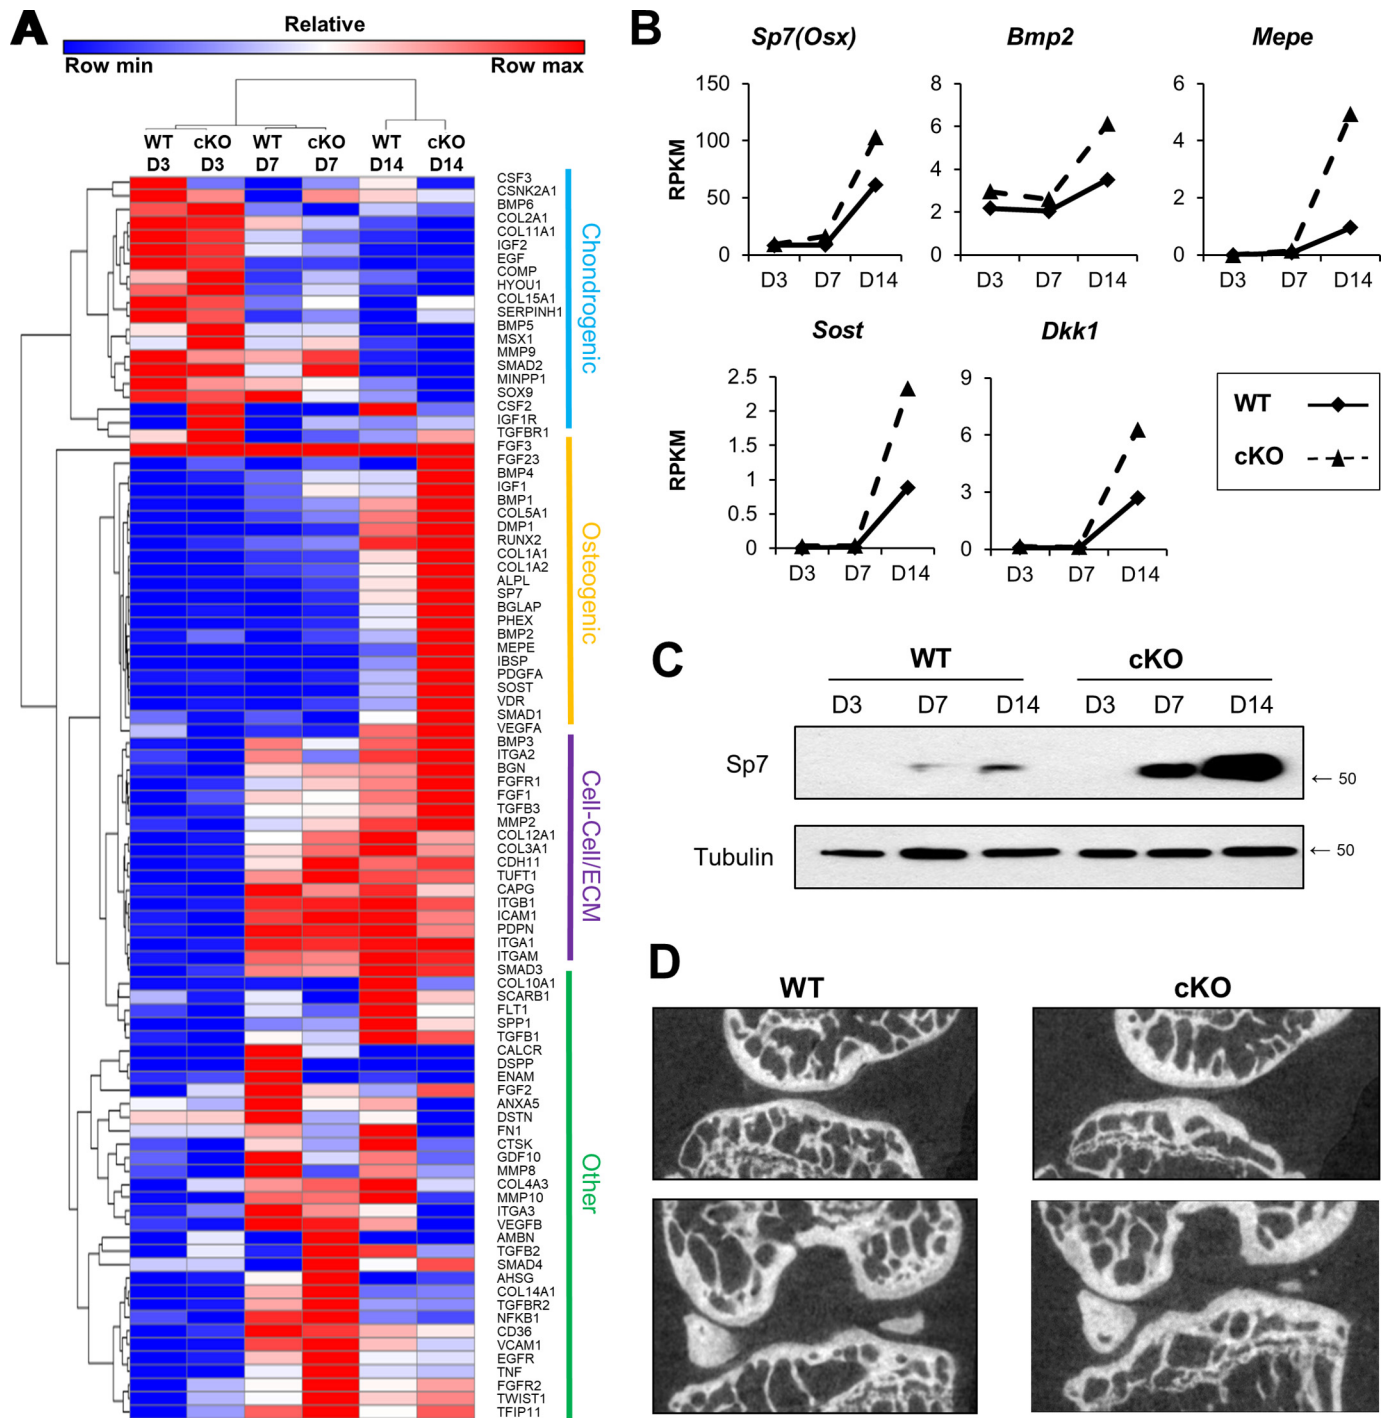 A
Relative
Row min
Row max
WT D3
cKO D3
WT D7
cKO D7
WT D14
cKO D14
CSF3
CSNK2A1
BMP6
COL2A1
COL11A1
IGF2
EGF
COMP
HYOU1
COL15A1
SERPINH1
BMP5
MSX1
MMP9
SMAD2
MINPP1
SOX9
CSF2
IGF1R
TGFBR1
FGF3
FGF23
BMP4
IGF1
BMP1
COL5A1
DMP1
RUNX2
COL1A1
COL1A2
ALPL
SP7
BGLAP
PHEX
BMP2
MEPE
IBSP
PDGFA
SOST
VDR
SMAD1
VEGFA
BMP3
ITGA2
BGN
FGFR1
FGF1
TGFB3
MMP2
COL12A1
COL3A1
CDH11
TUFT1
CAPG
ITGB1
ICAM1
PDPN
ITGA1
ITGAM
SMAD3
COL10A1
SCARB1
FLT1
SPP1
TGFB1
CALCR
DSPP
ENAM
FGF2
ANXA5
DSTN
FN1
CTSK
GDF10
MMP8
COL4A3
MMP10
ITGA3
VEGFB
AMBN
TGFB2
SMAD4
AHSG
COL14A1
TGFBR2
NFKB1
CD36
VCAM1
EGFR
TNF
FGFR2
TWIST1
TFIP11
Chondrogenic
Osteogenic
Cell-Cell/ECM
Other
B
Sp7(Osx)
RPKM
150
100
50
0
D3 D7 D14
Bmp2
8
6
4
2
0
D3 D7 D14
Mepe
6
4
2
0
D3 D7 D14
Sost
RPKM
2.5
2
1.5
1
0.5
0
D3 D7 D14
Dkk1
9
6
3
0
D3 D7 D14
WT
cKO
C
WT cKO
D3 D7 D14 D3 D7 D14
Sp7
← 50
Tubulin
← 50
D
WT cKO